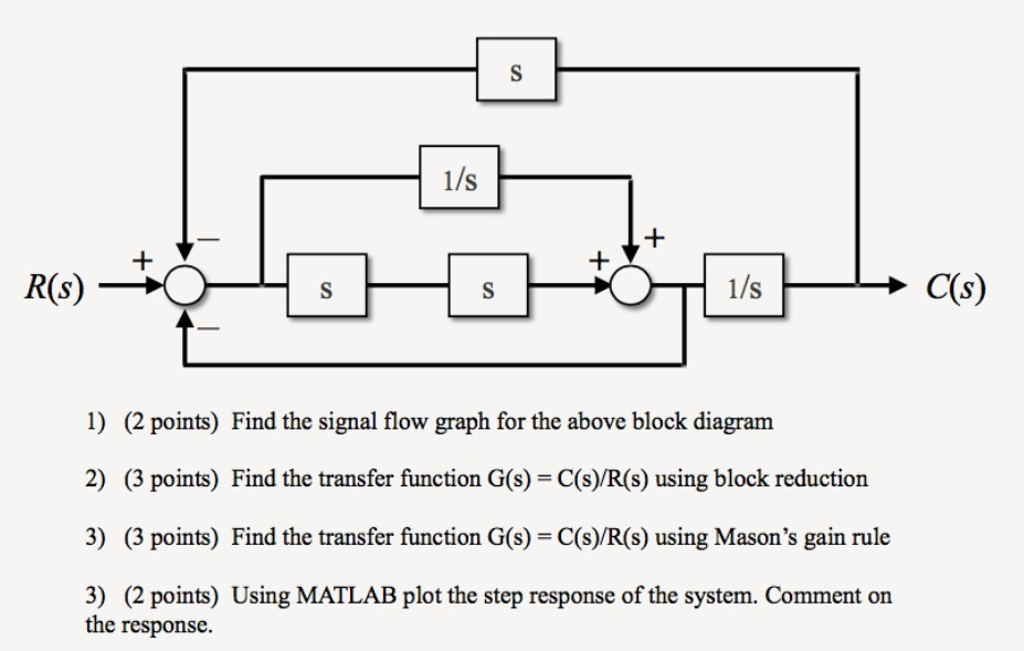 s
1/s
+
+
+
R(s)
s
s
1/s
C(s)
1) (2 points) Find the signal flow graph for the above block diagram
2) (3 points) Find the transfer function G(s) = C(s)/R(s) using block reduction
3) (3 points) Find the transfer function G(s) = C(s)/R(s) using Mason’s gain rule
3) (2 points) Using MATLAB plot the step response of the system. Comment on
the response.